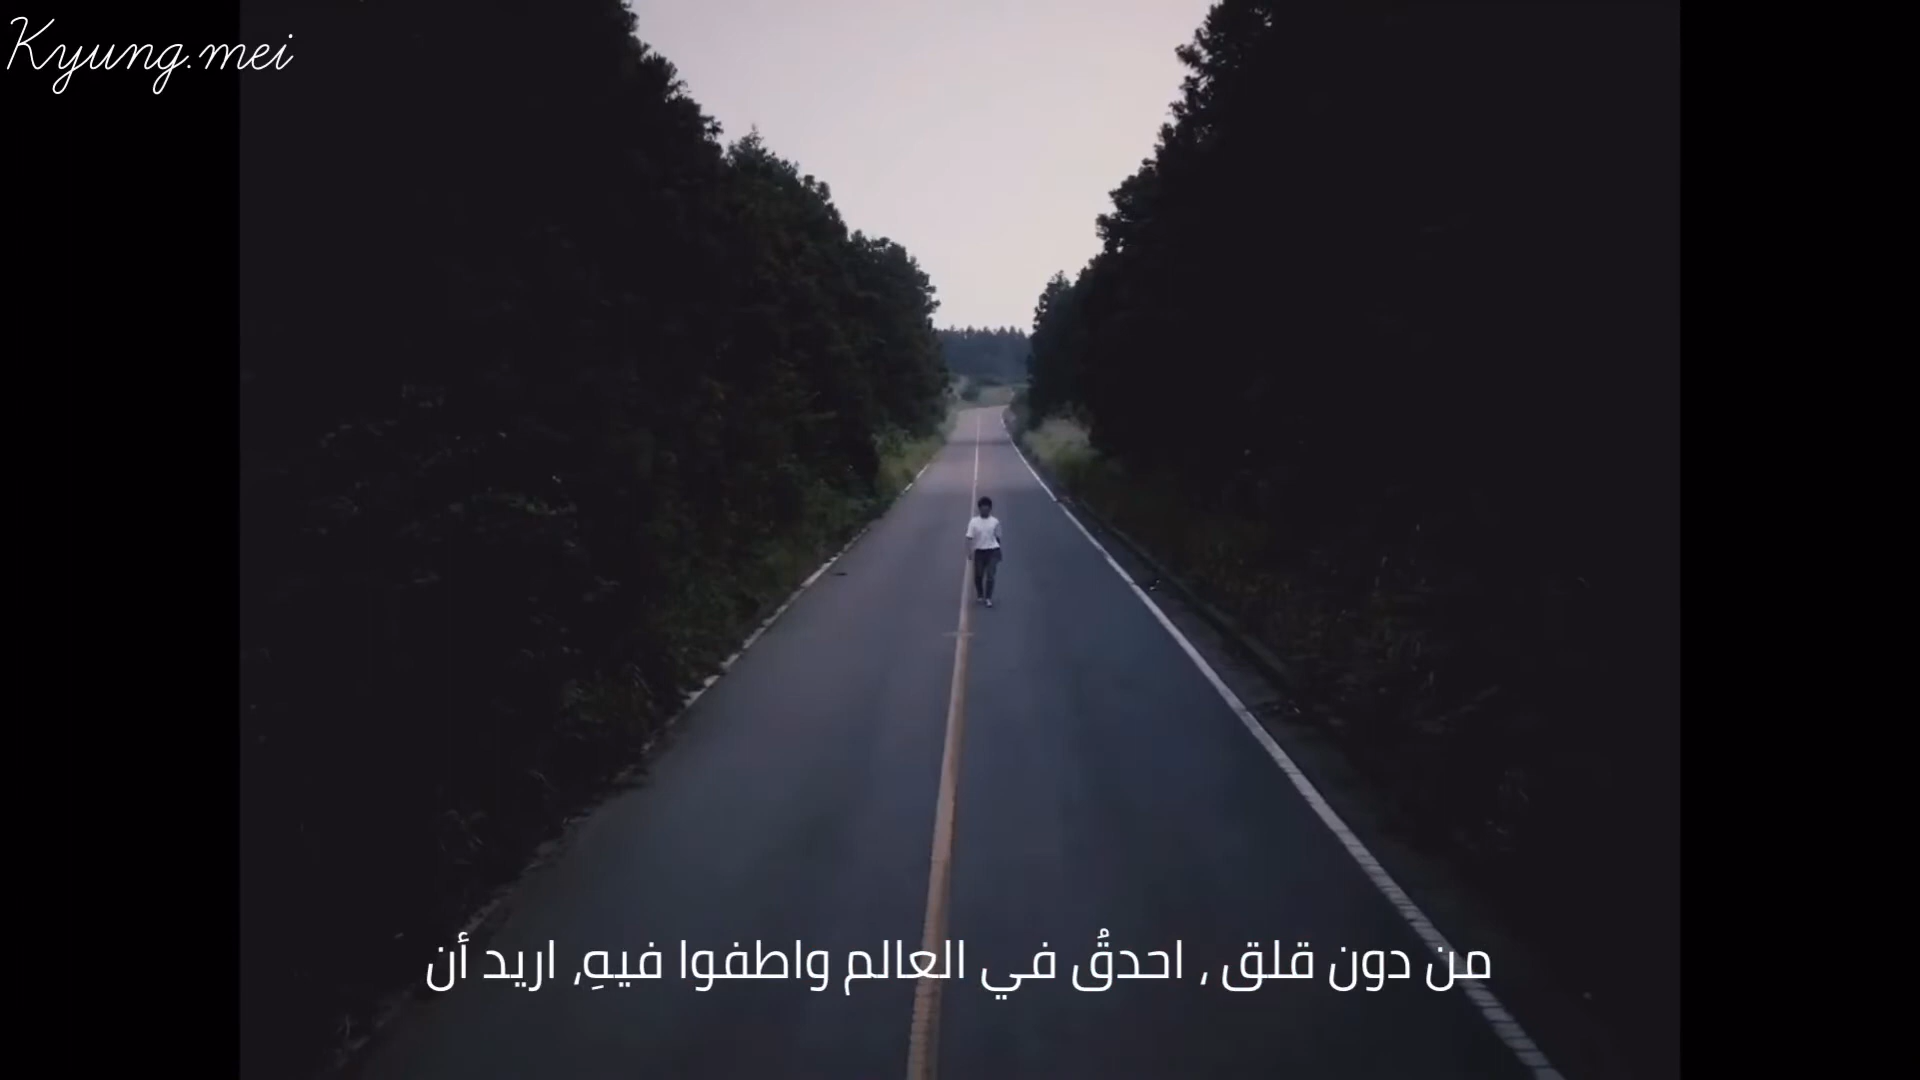 Kyung.mei
من دون قلق , احدقُ في العالم واطفوا فيهِ, اريد أن